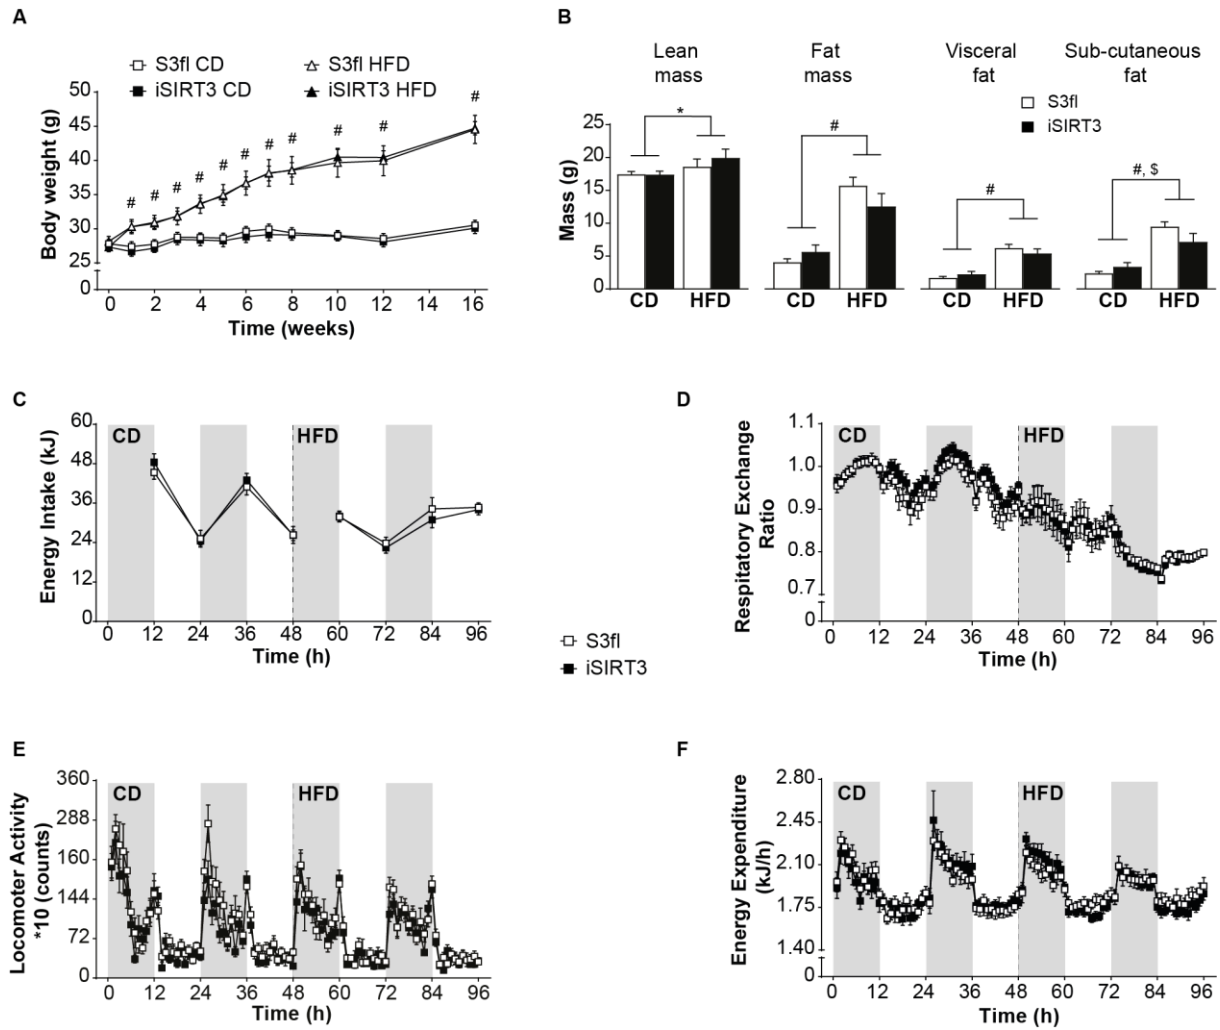 A
S3fl CD
S3fl HFD
iSIRT3 CD
iSIRT3 HFD
Body weight (g)
50
45
40
35
30
25
0
# # # # # # # # # # #
0 2 4 6 8 10 12 14 16
Time (weeks)
B
Lean
mass
Fat
mass
Visceral
fat
Sub-cutaneous
fat
S3fl
iSIRT3
Mass (g)
25
20
15
10
5
0
*
#
#
#, $
CD HFD
CD HFD
CD HFD
CD HFD
C
Energy Intake (kJ)
60
48
36
24
12
0
CD
HFD
0 12 24 36 48 60 72 84 96
Time (h)
D
Respitatory Exchange
Ratio
1.1
1.0
0.9
0.8
0.7
0
CD
HFD
0 12 24 36 48 60 72 84 96
Time (h)
S3fl
iSIRT3
E
Locomoter Activity
*10 (counts)
360
288
160
144
72
0
CD
HFD
0 12 24 36 48 60 72 84 96
Time (h)
F
Energy Expenditure
(kJ/h)
2.80
2.45
2.10
1.75
1.40
0
CD
HFD
0 12 24 36 48 60 72 84 96
Time (h)